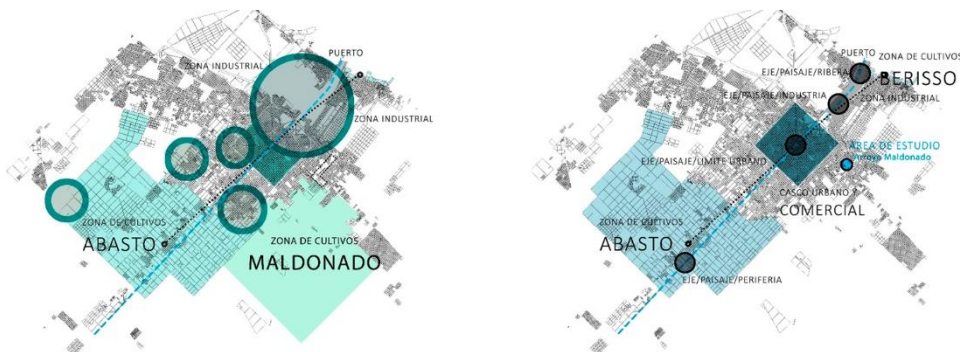 PUERTO
ZONA INDUSTRIAL
ZONA INDUSTRIAL
ZONA DE CULTIVOS
ABASTO
ZONA DE CULTIVOS
MALDONADO
PUERTO
ZONA DE CULTIVOS
EJE/PAISAJE/RIBERA
BERISSO
EJE/PAISAJE/INDUSTRIA
ZONA INDUSTRIAL
ÁREA DE ESTUDIO
Arroyo Maldonado
EJE/PAISAJE/LIMITE URBANO
CASCO URBANO Y
COMERCIAL
ZONA DE CULTIVOS
ABASTO
EJE/PAISAJE/PERIFERIA